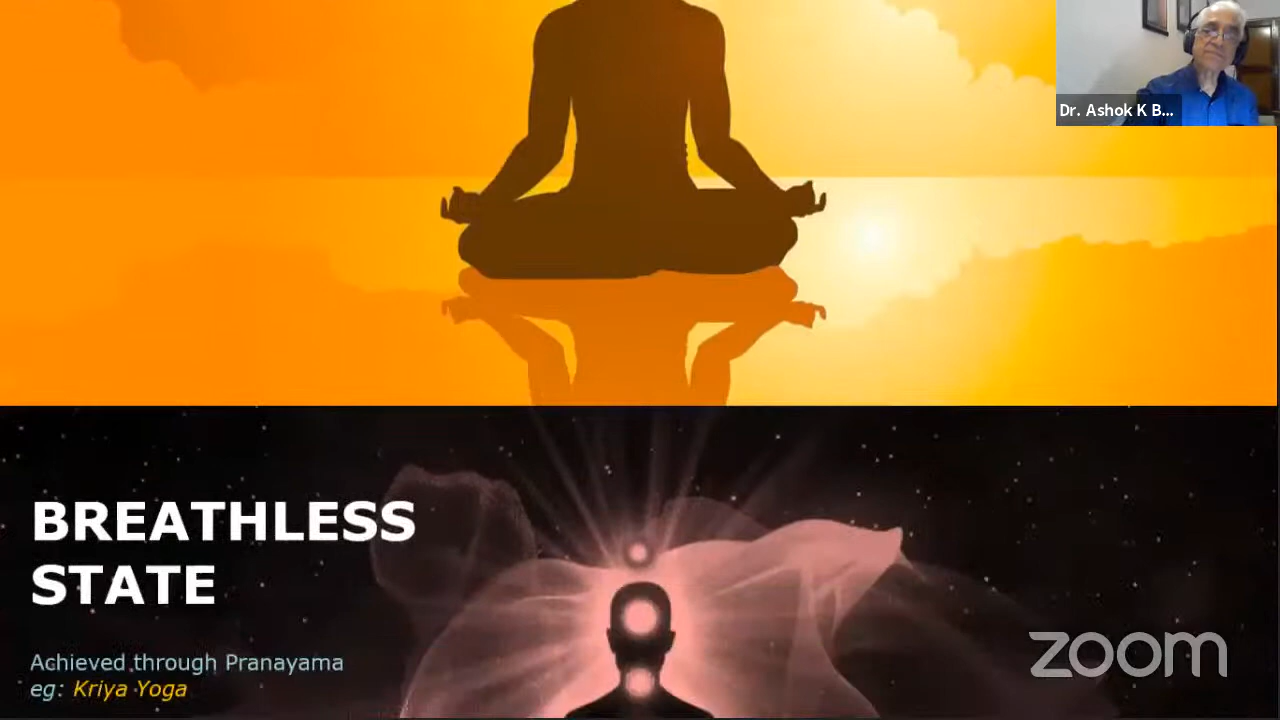 Dr. Ashok K B...
BREATHLESS
STATE
Achieved through Pranayama
eg: Kriya Yoga
zoom